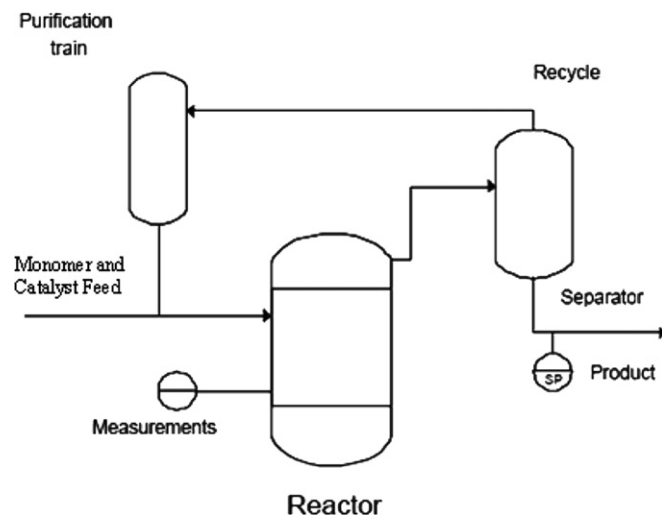 Purification
train
Recycle
Monomer and
Catalyst Feed
Separator
SP
Product
Measurements
Reactor